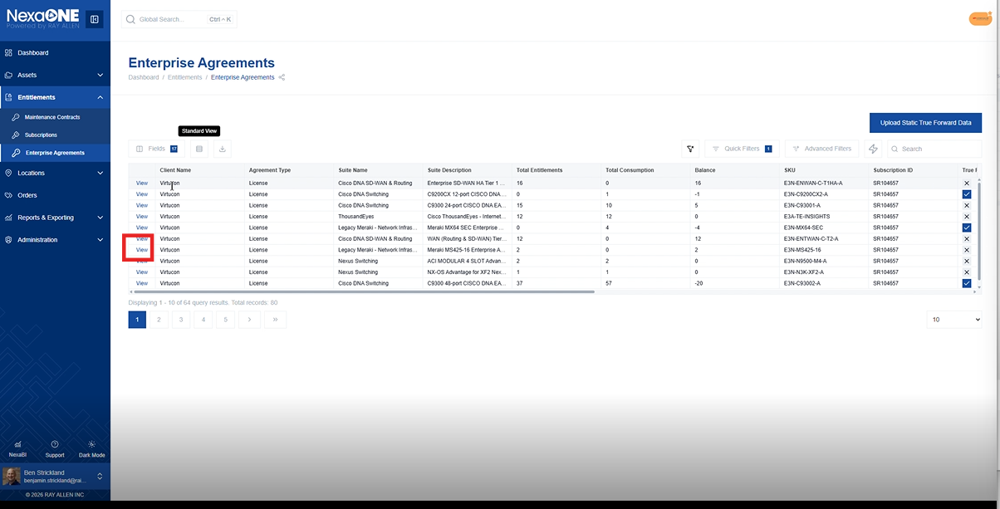 NexaONE
Powered by RAY ALLEN
Global Search...
Ctrl + K
Dashboard
Assets
Entitlements
Maintenance Contracts
Subscriptions
Enterprise Agreements
Locations
Orders
Reports & Exporting
Administration
NexaBI
Support
Dark Mode
Ben Strickland
benjamin.strickland@rai...
© 2026 RAY ALLEN INC
Enterprise Agreements
Dashboard / Entitlements / Enterprise Agreements
Upload Static True Forward Data
Standard View
Fields 17
Quick Filters 1
Advanced Filters
Search
Client Name Agreement Type Suite Name Suite Description Total Entitlements Total Consumption Balance SKU Subscription ID True F
View Virtucon License Cisco DNA SD-WAN & Routing Enterprise SD-WAN HA Tier 1 ... 16 0 16 E3N-ENWAN-C-T1HA-A SR104657
View Virtucon License Cisco DNA Switching C9200CX 12-port CISCO DNA ... 0 1 -1 E3N-C9200CX2-A SR104657
View Virtucon License Cisco DNA Switching C9300 24-port CISCO DNA EA... 15 10 5 E3N-C93001-A SR104657
View Virtucon License ThousandEyes Cisco ThousandEyes - Internet... 12 12 0 E3A-TE-INSIGHTS SR104657
View Virtucon License Legacy Meraki - Network Infras... Meraki MX64 SEC Enterprise ... 0 4 -4 E3N-MX64-SEC SR104657
View Virtucon License Cisco DNA SD-WAN & Routing WAN (Routing & SD-WAN) Tier... 12 0 12 E3N-ENTWAN-C-T2-A SR104657
View Virtucon License Legacy Meraki - Network Infras... Meraki MS425-16 Enterprise A... 2 0 2 E3N-MS425-16 SR104657
View Virtucon License Nexus Switching ACI MODULAR 4 SLOT Advan... 2 2 0 E3N-N9500-M4-A SR104657
View Virtucon License Nexus Switching NX-OS Advantage for XF2 Nex... 1 1 0 E3N-N3K-XF2-A SR104657
View Virtucon License Cisco DNA Switching C9300 48-port CISCO DNA EA... 37 57 -20 E3N-C93002-A SR104657
Displaying 1 - 10 of 64 query results. Total records: 80
1 2 3 4 5 › »
10